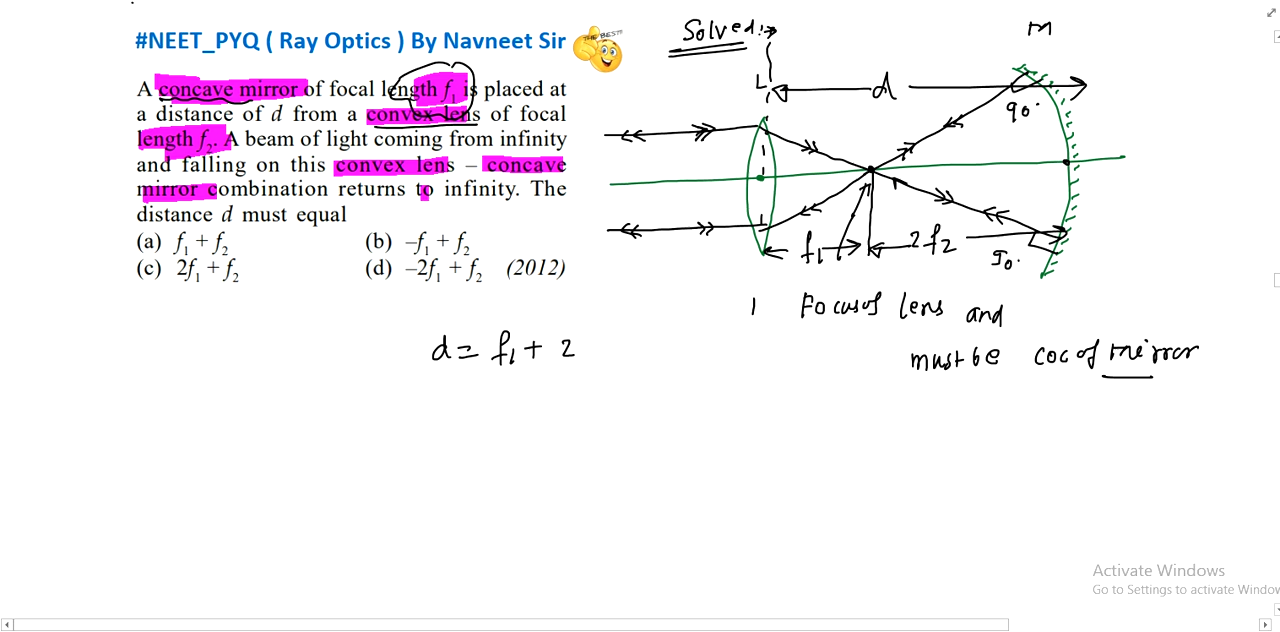 #NEET_PYQ ( Ray Optics ) By Navneet Sir
THE BEST!!
A concave mirror of focal length f₁ is placed at
a distance of d from a convex lens of focal
length f₂. A beam of light coming from infinity
and falling on this convex lens – concave
mirror combination returns to infinity. The
distance d must equal
(a) f₁ + f₂ (b) –f₁ + f₂
(c) 2f₁ + f₂ (d) –2f₁ + f₂ (2012)
d = f₁ + 2
Solved:→
M
L
d
90°
f₁
2f₂
90°
1 Focus of lens and
must be coc of mirror
Activate Windows
Go to Settings to activate Window